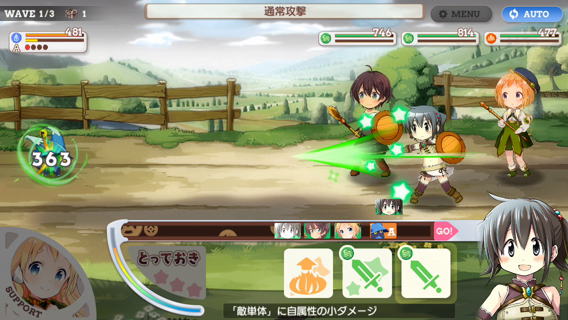 WAVE 1/3 1
通常攻撃
MENU
AUTO
481
746
814
477
A
363
GO!
とっておき
SUPPORT
「敵単体」に自属性の小ダメージ